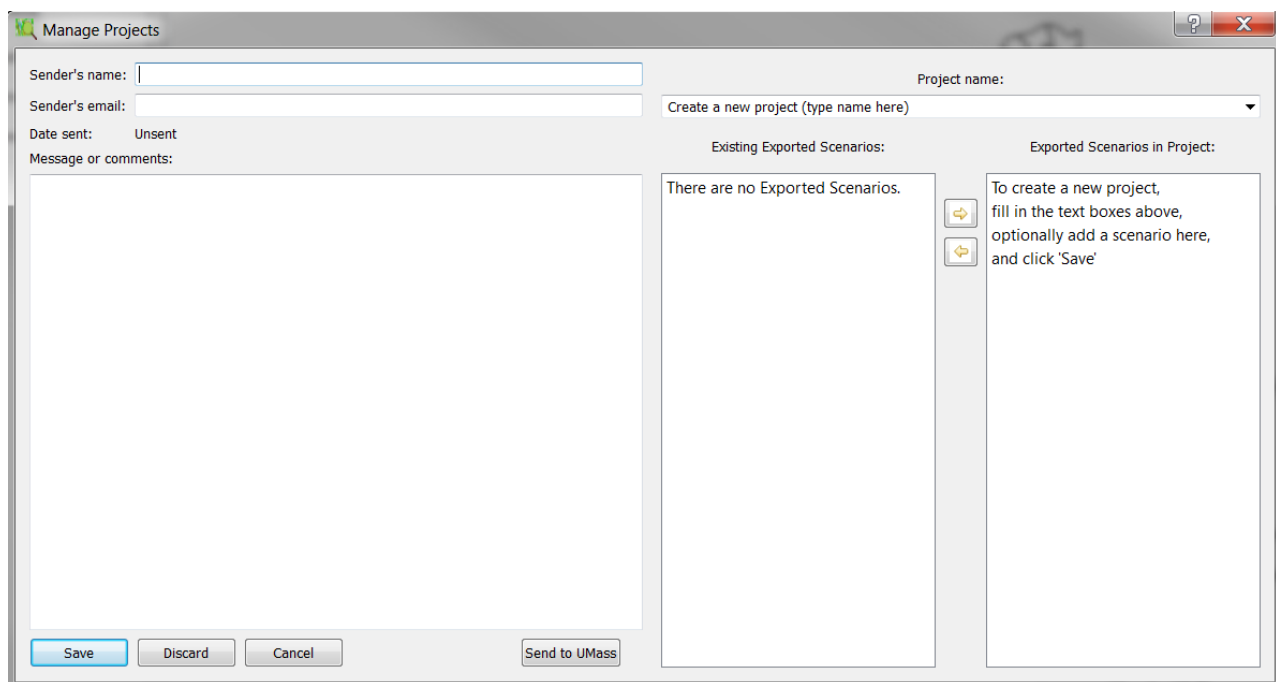 Manage Projects
Sender's name:
Sender's email:
Date sent: Unsent
Message or comments:
Project name:
Create a new project (type name here)
Existing Exported Scenarios:
Exported Scenarios in Project:
There are no Exported Scenarios.
To create a new project,
fill in the text boxes above,
optionally add a scenario here,
and click 'Save'
Save
Discard
Cancel
Send to UMass